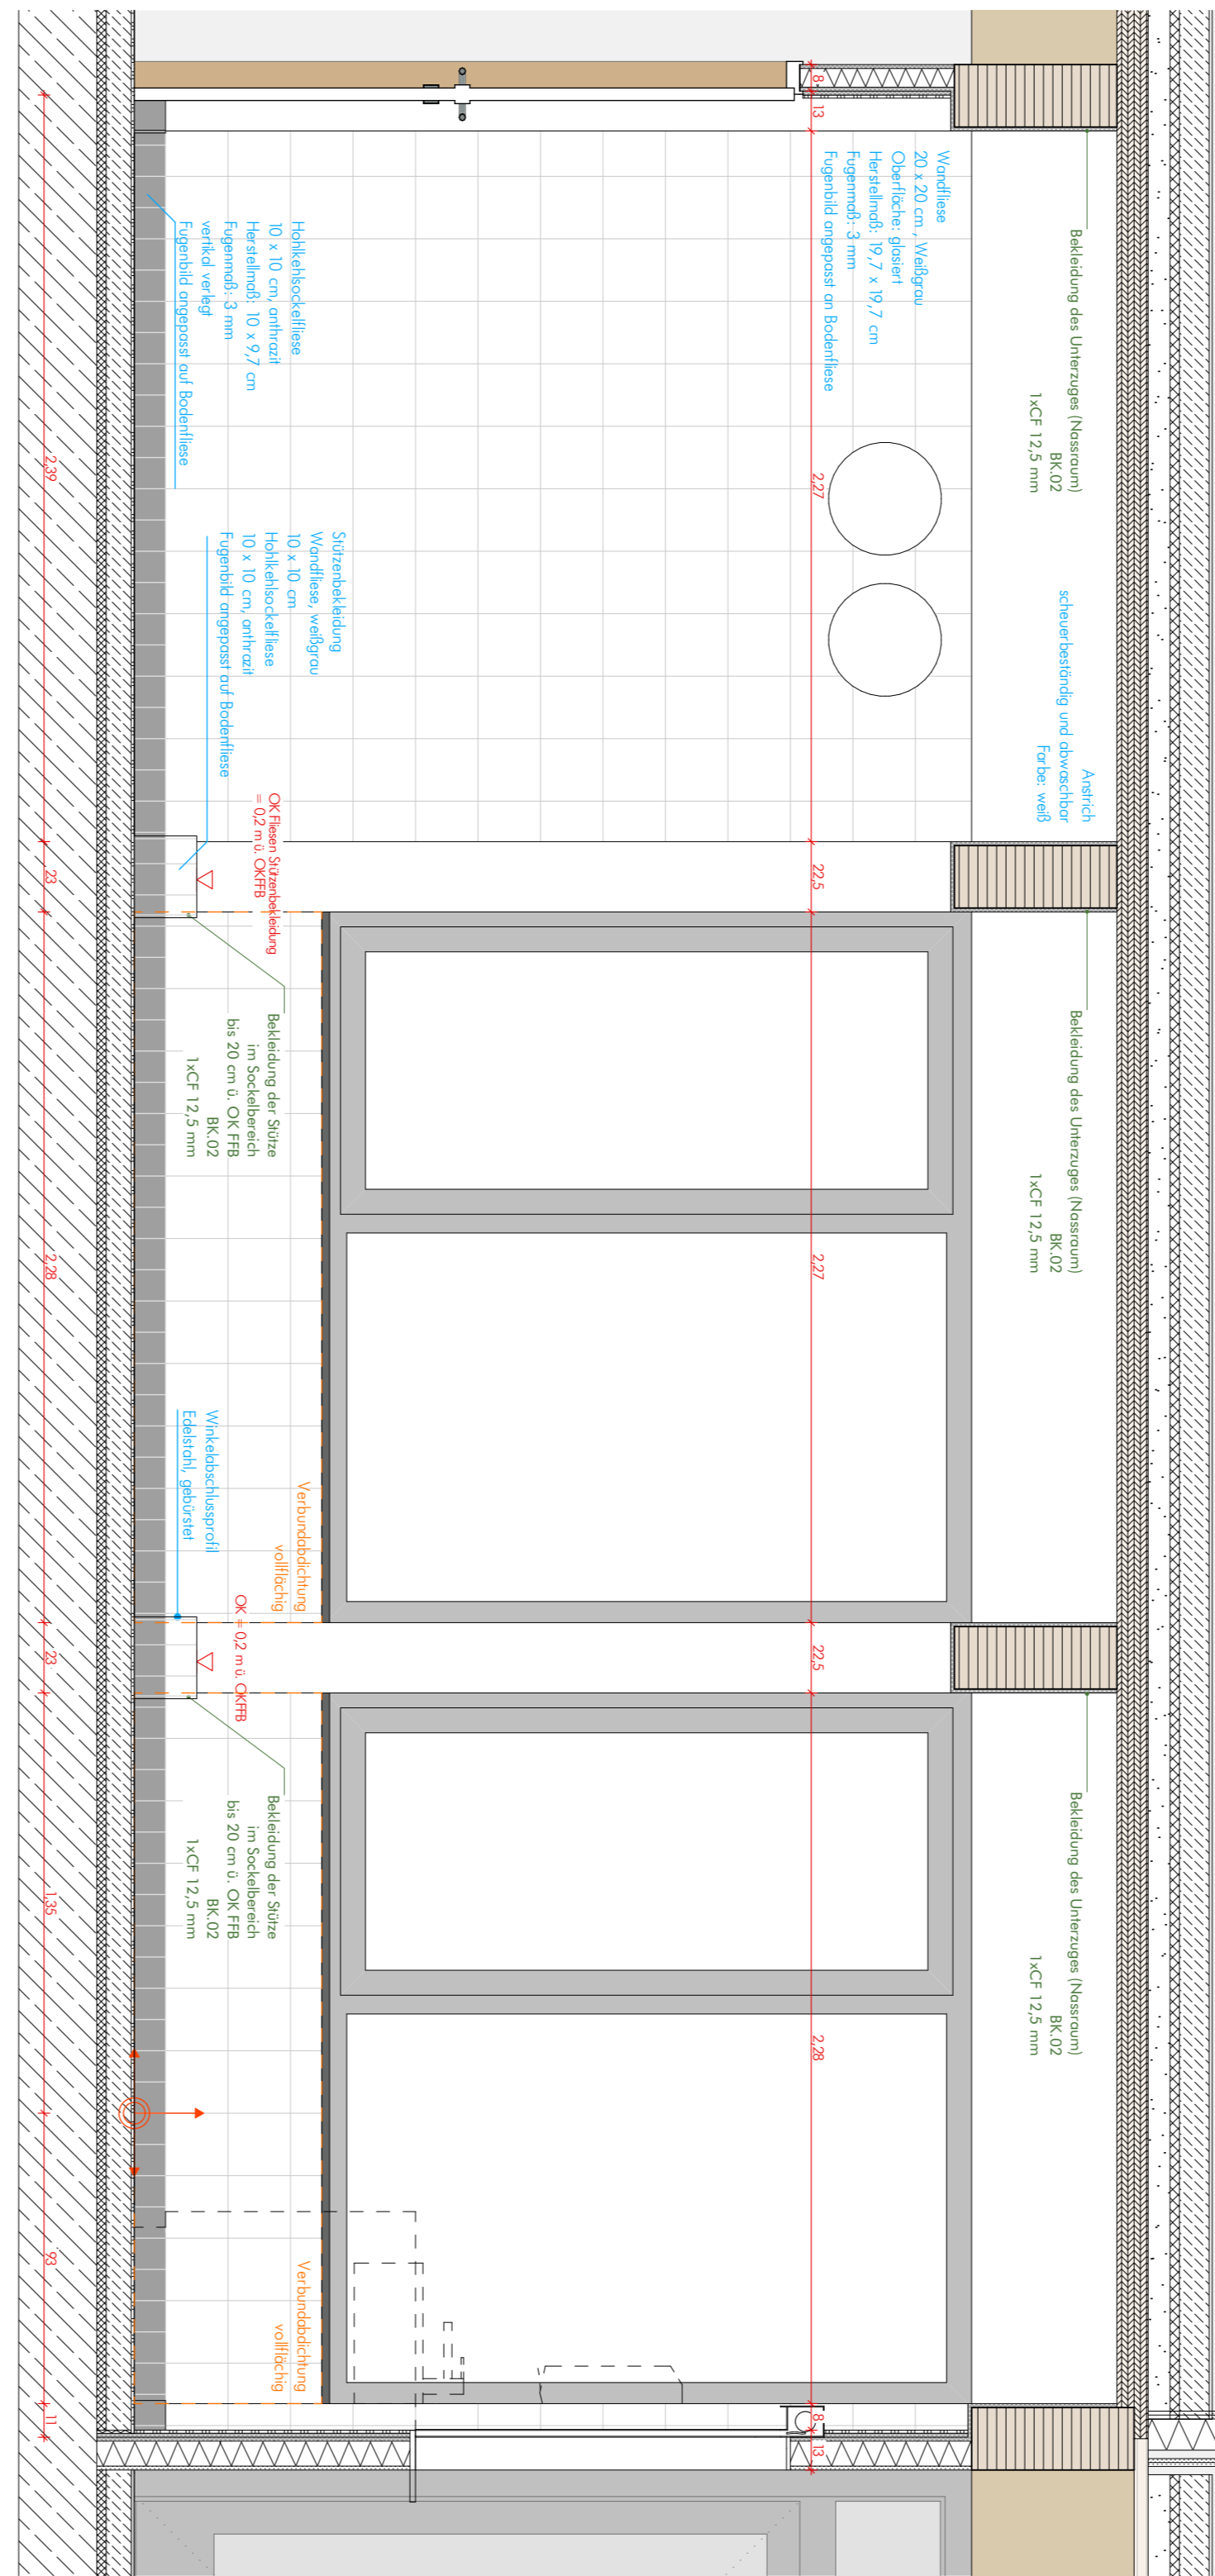 8
13
2,27
22,5
2,27
22,5
2,28
8
13
Bekleidung des Unterzuges (Nassraum)
BK.02
1xCF 12,5 mm
Bekleidung des Unterzuges (Nassraum)
BK.02
1xCF 12,5 mm
Bekleidung des Unterzuges (Nassraum)
BK.02
1xCF 12,5 mm
Anstrich
scheuerbeständig und abwaschbar
Farbe: weiß
Wandfliese
20 x 20 cm , Weißgrau
Oberfläche: glasiert
Herstellmaß: 19,7 x 19,7 cm
Fugenmaß: 3 mm
Fugenbild angepasst an Bodenfliese
Hohlkehlsockelfliese
10 x 10 cm, anthrazit
Herstellmaß: 10 x 9,7 cm
Fugenmaß: 3 mm
vertikal verlegt
Fugenbild angepasst auf Bodenfliese
Stützenbekleidung
Wandfliese, weißgrau
10 x 10 cm
Hohlkehlsockelfliese
10 x 10 cm, anthrazit
Fugenbild angepasst auf Bodenfliese
OK Fliesen Stützenbekleidung
= 0,2 m ü. OKFFB
Bekleidung der Stütze
im Sockelbereich
bis 20 cm ü. OK FFB
BK.02
1xCF 12,5 mm
Verbundabdichtung
vollflächig
Winkelabschlussprofil
Edelstahl, gebürstet
OK = 0,2 m ü. OKFFB
Bekleidung der Stütze
im Sockelbereich
bis 20 cm ü. OK FFB
BK.02
1xCF 12,5 mm
Verbundabdichtung
vollflächig
2,39
23
2,28
23
1,35
93
11